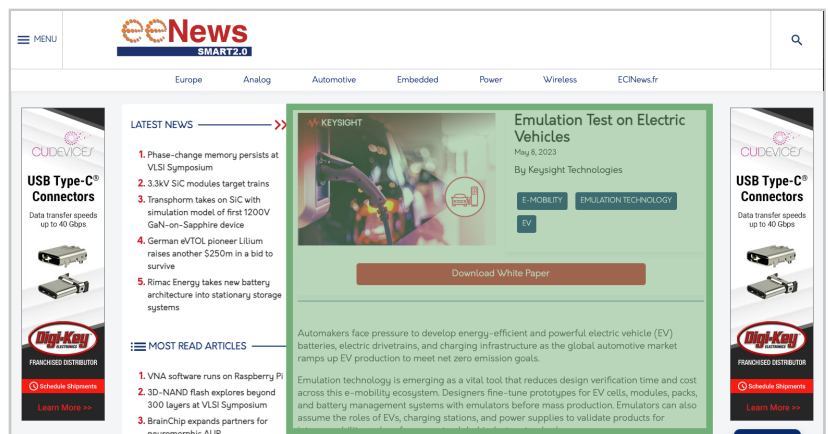 MENU
eeNews
SMART2.0
Europe
Analog
Automotive
Embedded
Power
Wireless
ECINews.fr
CUIDEVICES
USB Type-C®
Connectors
Data transfer speeds
up to 40 Gbps
Digi-Key
ELECTRONICS
FRANCHISED DISTRIBUTOR
Schedule Shipments
Learn More >>
LATEST NEWS
1. Phase-change memory persists at
VLSI Symposium
2. 3.3kV SiC modules target trains
3. Transphorm takes on SiC with
simulation model of first 1200V
GaN-on-Sapphire device
4. German eVTOL pioneer Lilium
raises another $250m in a bid to
survive
5. Rimac Energy takes new battery
architecture into stationary storage
systems
MOST READ ARTICLES
1. VNA software runs on Raspberry Pi
2. 3D-NAND flash explores beyond
300 layers at VLSI Symposium
3. BrainChip expands partners for
KEYSIGHT
Emulation Test on Electric
Vehicles
May 8, 2023
By Keysight Technologies
E-MOBILITY
EMULATION TECHNOLOGY
EV
Download White Paper
Automakers face pressure to develop energy-efficient and powerful electric vehicle (EV)
batteries, electric drivetrains, and charging infrastructure as the global automotive market
ramps up EV production to meet net zero emission goals.
Emulation technology is emerging as a vital tool that reduces design verification time and cost
across this e-mobility ecosystem. Designers fine-tune prototypes for EV cells, modules, packs,
and battery management systems with emulators before mass production. Emulators can also
assume the roles of EVs, charging stations, and power supplies to validate products for
CUIDEVICES
USB Type-C®
Connectors
Data transfer speeds
up to 40 Gbps
Digi-Key
ELECTRONICS
FRANCHISED DISTRIBUTOR
Schedule Shipments
Learn More >>